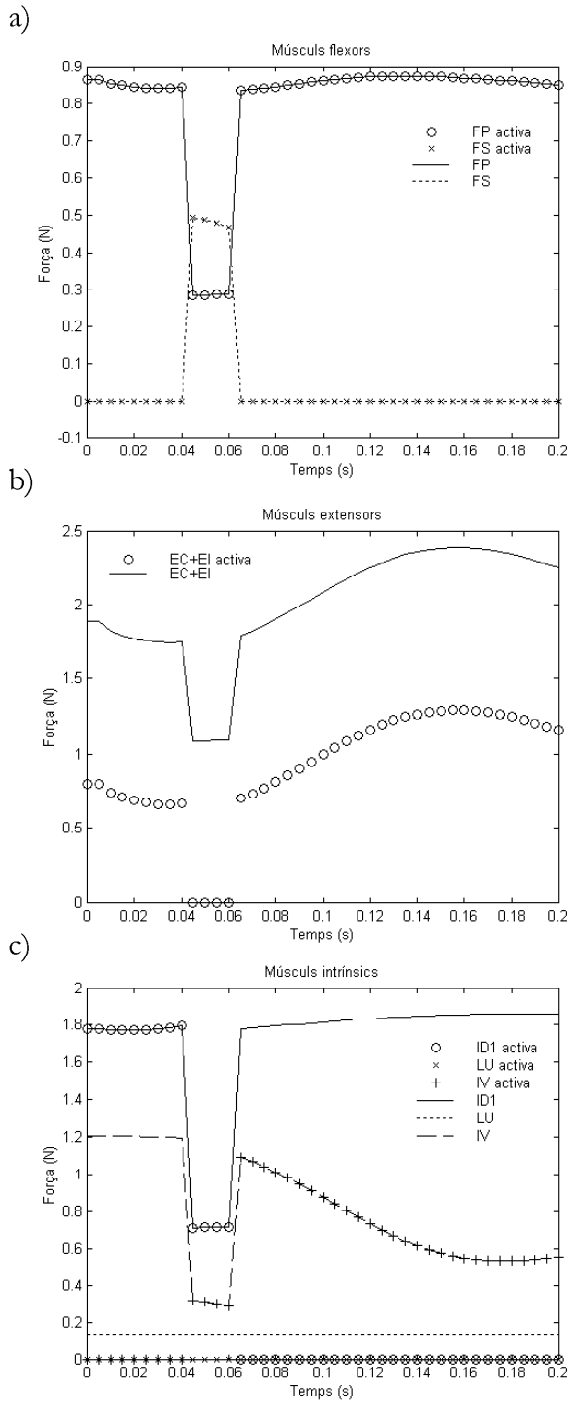 a)
Músculs flexors
0.9
0.8
0.7
0.6
0.5
0.4
0.3
0.2
0.1
0
-0.1
Força (N)
FP activa
FS activa
FP
FS
0 0.02 0.04 0.06 0.08 0.1 0.12 0.14 0.16 0.18 0.2
Temps (s)
b)
Músculs extensors
2.5
2
1.5
1
0.5
0
Força (N)
EC+EI activa
EC+EI
0 0.02 0.04 0.06 0.08 0.1 0.12 0.14 0.16 0.18 0.2
Temps (s)
c)
Músculs intrínsics
2
1.8
1.6
1.4
1.2
1
0.8
0.6
0.4
0.2
0
Força (N)
ID1 activa
LU activa
IV activa
ID1
LU
IV
0 0.02 0.04 0.06 0.08 0.1 0.12 0.14 0.16 0.18 0.2
Temps (s)